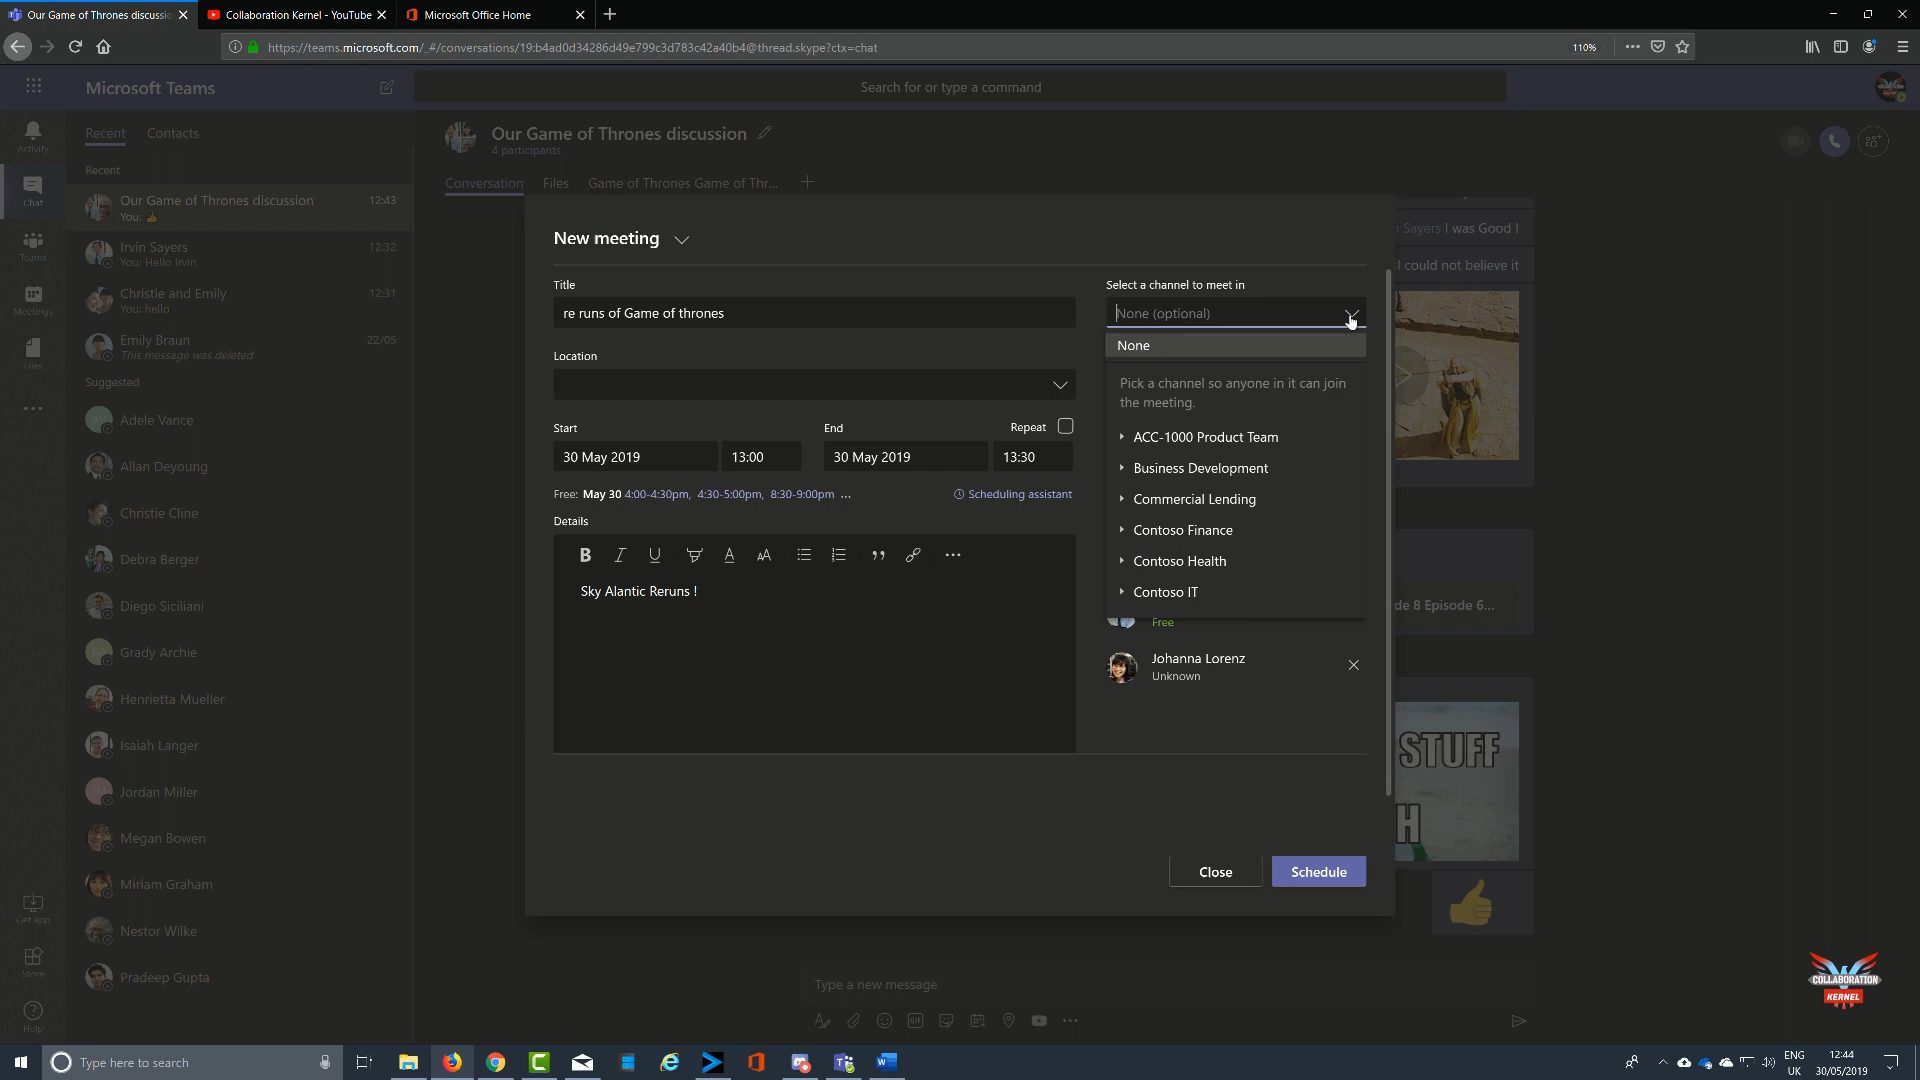 Our Game of Thrones discussio
Collaboration Kernel - YouTube
Microsoft Office Home
https://teams.microsoft.com/_#/conversations/19:b4ad0d34286d49e799c3d783c42a40b4@thread.skype?ctx=chat
110%
Microsoft Teams
Search for or type a command
Activity
Chat
Teams
Meetings
Files
Get app
Store
Help
Recent
Contacts
Recent
Our Game of Thrones discussion
12:43
You: 👍
Irvin Sayers
12:32
You: Hello Irvin
Christie and Emily
12:31
You: hello
Emily Braun
22/05
This message was deleted
Suggested
Adele Vance
Allan Deyoung
Christie Cline
Debra Berger
Diego Siciliani
Grady Archie
Henrietta Mueller
Isaiah Langer
Jordan Miller
Megan Bowen
Miriam Graham
Nestor Wilke
Pradeep Gupta
Our Game of Thrones discussion
4 participants
Conversation
Files
Game of Thrones Game of Thr...
New meeting
Title
re runs of Game of thrones
Location
Start
End
Repeat
30 May 2019
13:00
30 May 2019
13:30
Free: May 30 4:00-4:30pm, 4:30-5:00pm, 8:30-9:00pm ...
Scheduling assistant
Details
Sky Alantic Reruns !
Select a channel to meet in
None (optional)
None
Pick a channel so anyone in it can join
the meeting.
ACC-1000 Product Team
Business Development
Commercial Lending
Contoso Finance
Contoso Health
Contoso IT
Free
Johanna Lorenz
Unknown
Close
Schedule
Sayers I was Good !
I could not believe it
de 8 Episode 6...
STUFF
H
Type a new message
GIF
COLLABORATION
KERNEL
Type here to search
ENG
UK
12:44
30/05/2019